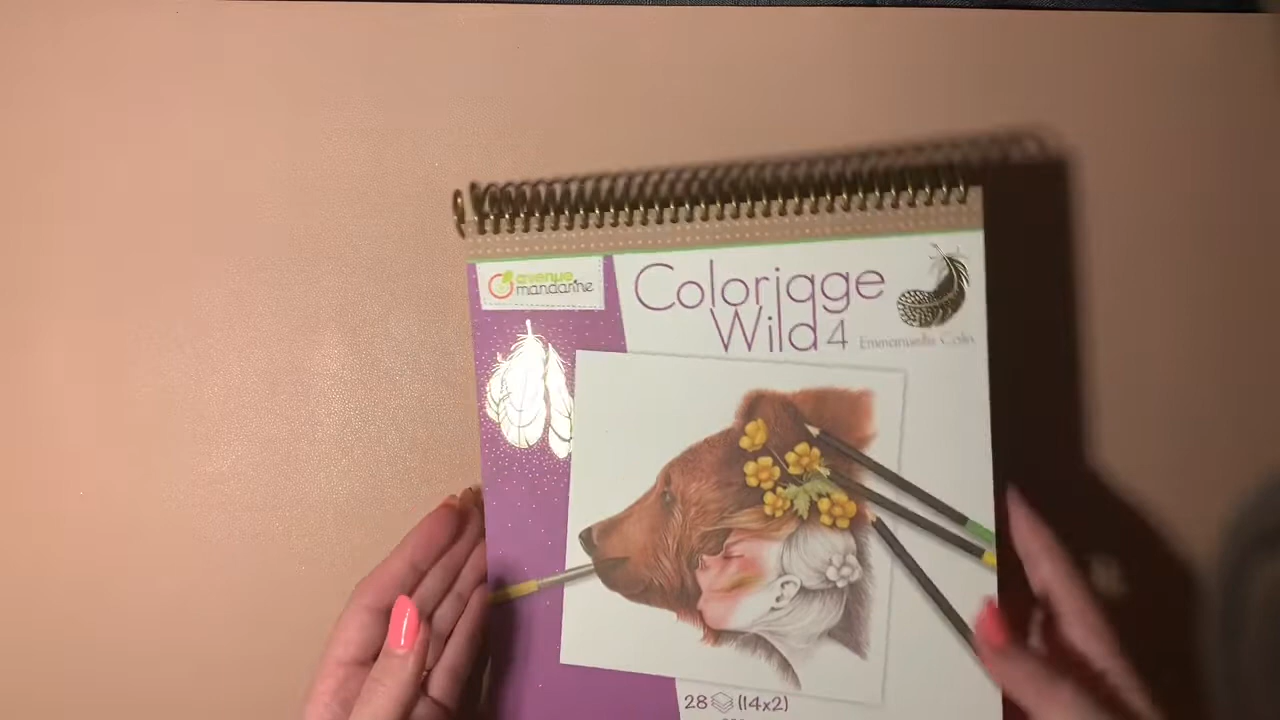 avenue
mandarine
Coloriage
Wild 4
Emmanuelle Colin
28 (14x2)